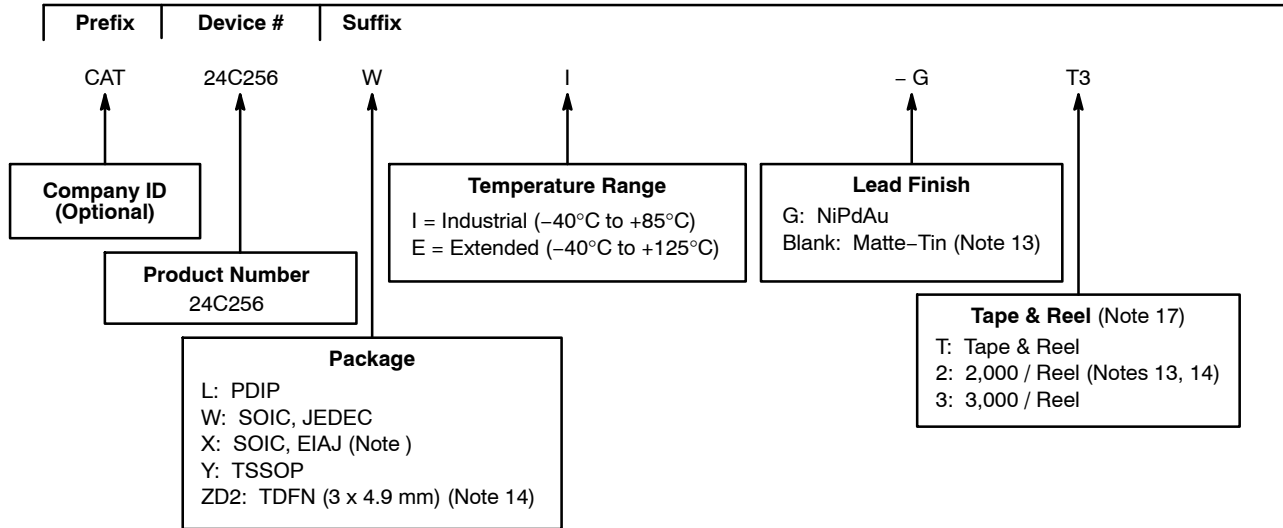 Prefix Device # Suffix
CAT 24C256 W I – G T3
Company ID
(Optional)
Product Number
24C256
Package
L: PDIP
W: SOIC, JEDEC
X: SOIC, EIAJ (Note )
Y: TSSOP
ZD2: TDFN (3 x 4.9 mm) (Note 14)
Temperature Range
I = Industrial (−40°C to +85°C)
E = Extended (−40°C to +125°C)
Lead Finish
G: NiPdAu
Blank: Matte−Tin (Note 13)
Tape & Reel (Note 17)
T: Tape & Reel
2: 2,000 / Reel (Notes 13, 14)
3: 3,000 / Reel